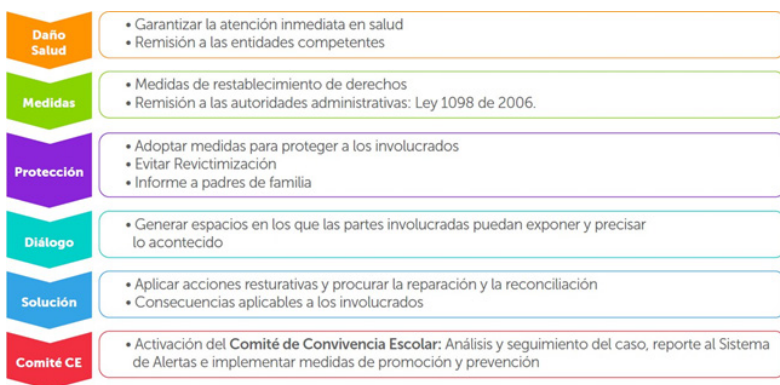 Daño
Salud
• Garantizar la atención inmediata en salud
• Remisión a las entidades competentes
Medidas
• Medidas de restablecimiento de derechos
• Remisión a las autoridades administrativas: Ley 1098 de 2006.
Protección
• Adoptar medidas para proteger a los involucrados
• Evitar Revictimización
• Informe a padres de familia
Diálogo
• Generar espacios en los que las partes involucradas puedan exponer y precisar
lo acontecido
Solución
• Aplicar acciones resturativas y procurar la reparación y la reconciliación
• Consecuencias aplicables a los involucrados
Comité CE
• Activación del Comité de Convivencia Escolar: Análisis y seguimiento del caso, reporte al Sistema
de Alertas e implementar medidas de promoción y prevención